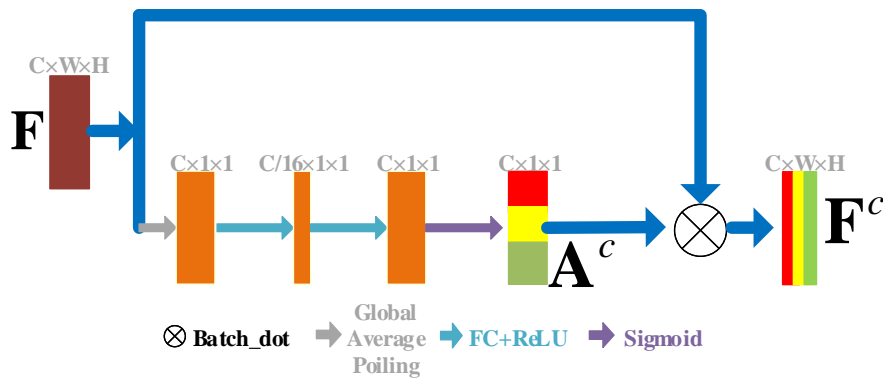 C×W×H
F
C×1×1
C/16×1×1
C×1×1
C×1×1
C×W×H
A^c
F^c
Batch_dot
Global
Average
Poiling
FC+ReLU
Sigmoid